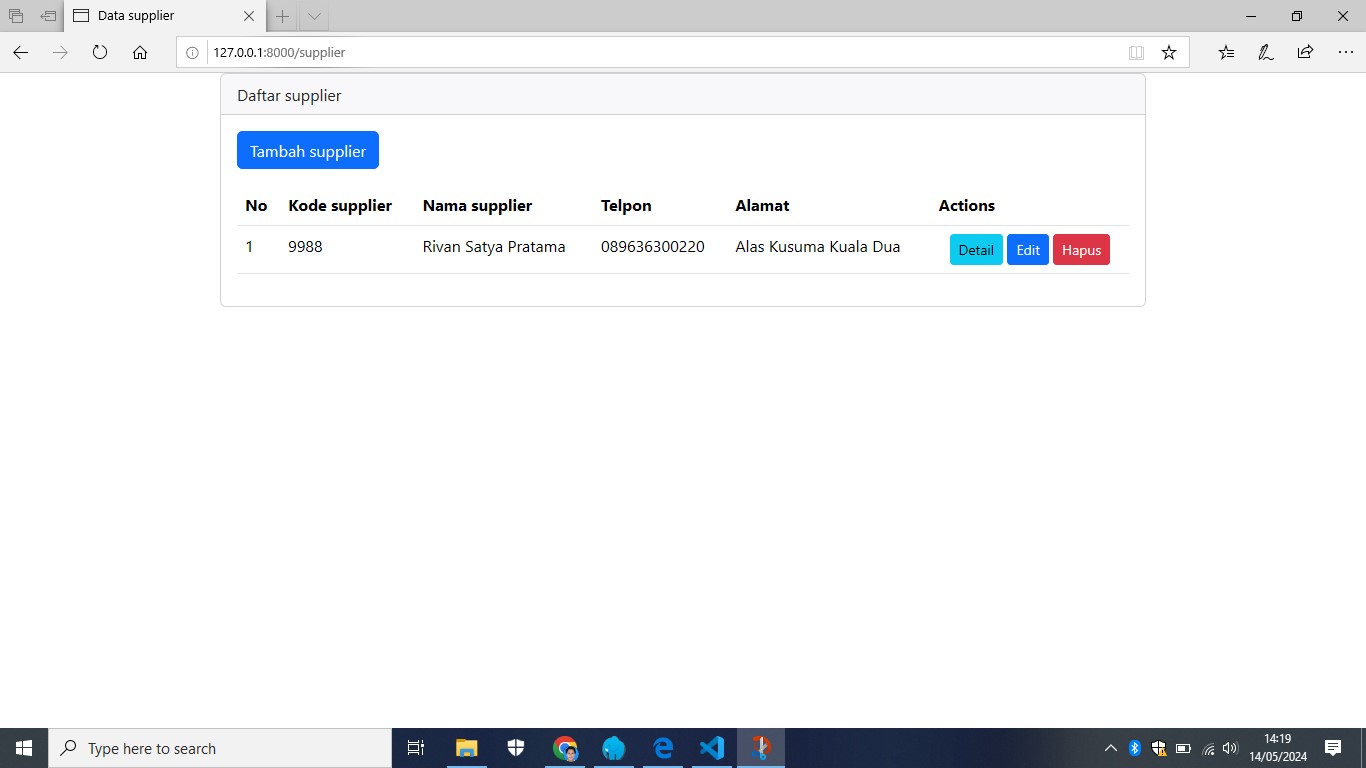 Data supplier
127.0.0.1:8000/supplier
Daftar supplier
Tambah supplier
No Kode supplier Nama supplier Telpon Alamat Actions
1 9988 Rivan Satya Pratama 089636300220 Alas Kusuma Kuala Dua Detail Edit Hapus
Type here to search
14:19
14/05/2024